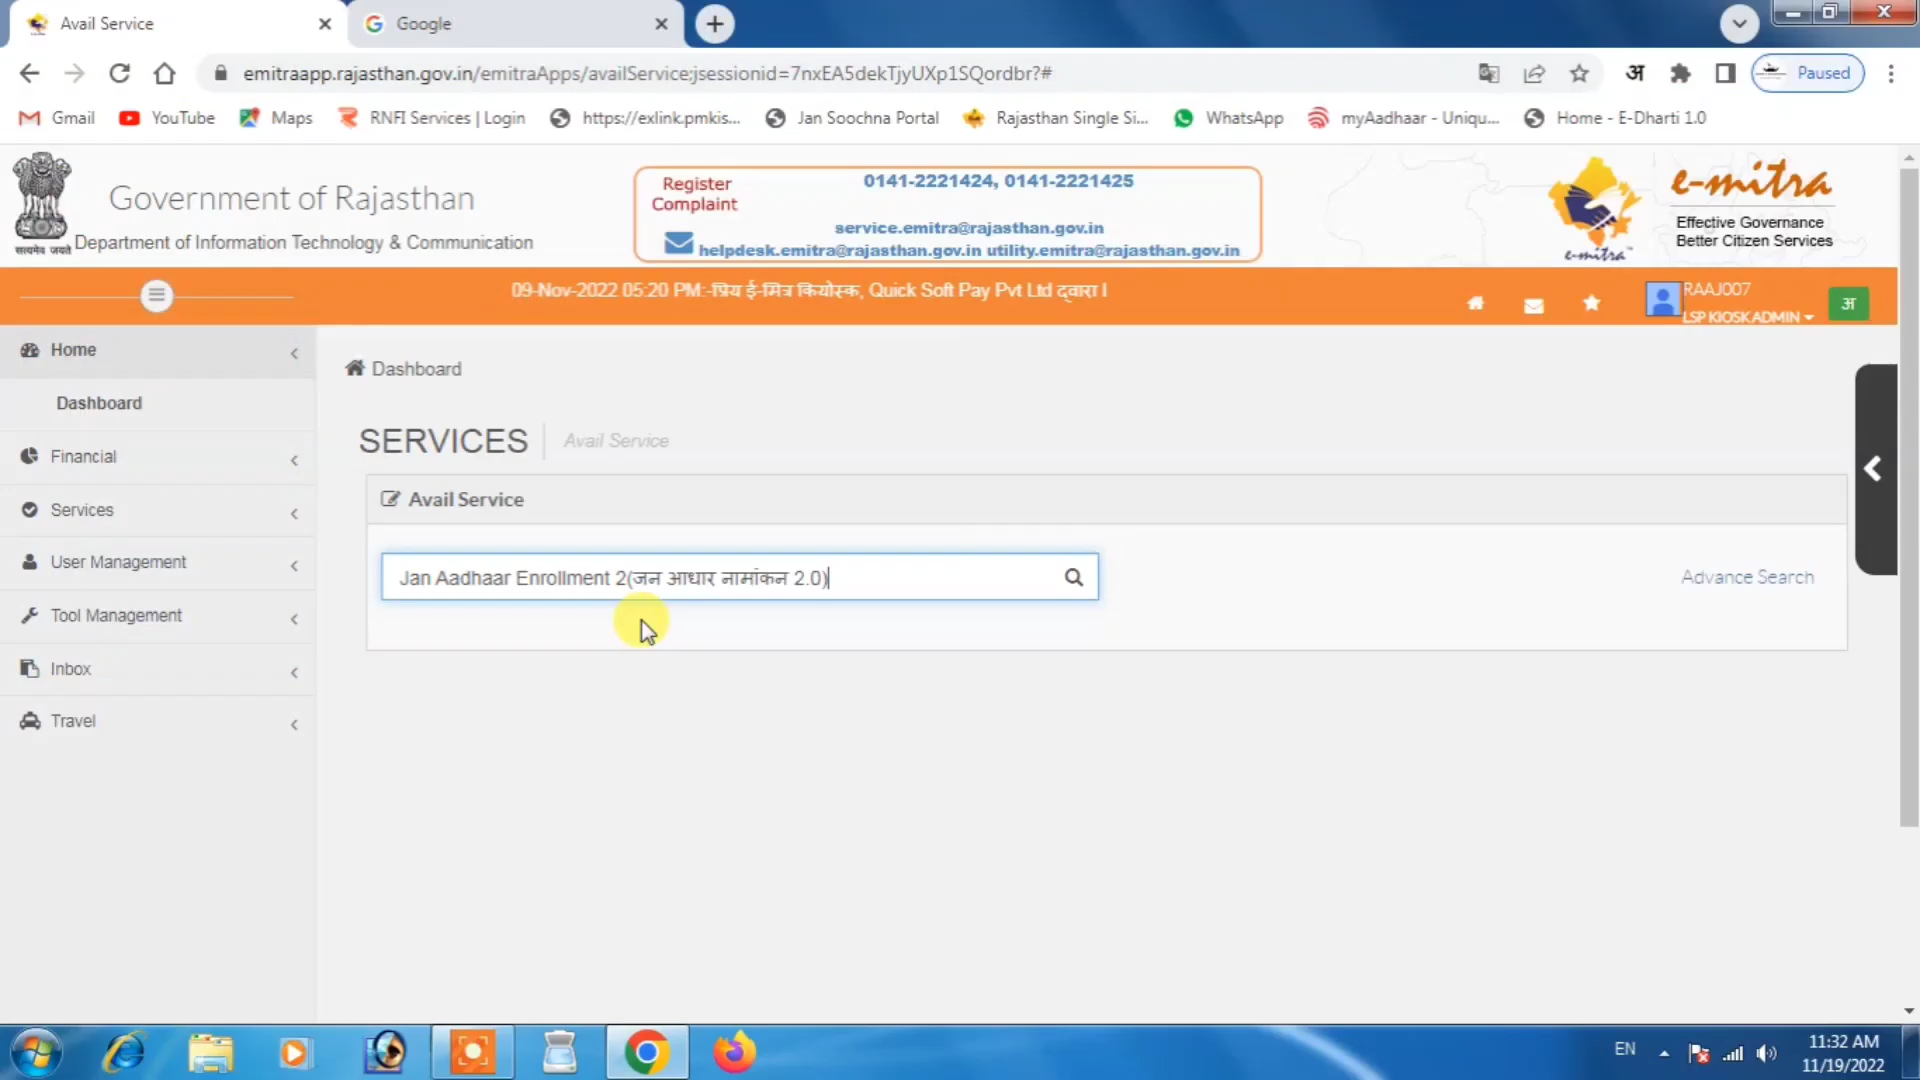 Avail Service
Google
emitraapp.rajasthan.gov.in/emitraApps/availService;jsessionid=7nxEA5dekTjyUXp1SQordbr?#
अ
Paused
Gmail
YouTube
Maps
RNFI Services | Login
https://exlink.pmkis...
Jan Soochna Portal
Rajasthan Single Si...
WhatsApp
myAadhaar - Uniqu...
Home - E-Dharti 1.0
सत्यमेव जयते
Government of Rajasthan
Department of Information Technology & Communication
Register
Complaint
0141-2221424, 0141-2221425
service.emitra@rajasthan.gov.in
helpdesk.emitra@rajasthan.gov.in utility.emitra@rajasthan.gov.in
e-mitra™
e-mitra
Effective Governance
Better Citizen Services
09-Nov-2022 05:20 PM:-प्रिय ई-मित्र कियोस्क, Quick Soft Pay Pvt Ltd द्वारा
RAAJ007
LSP KIOSKADMIN
अ
Home
Dashboard
Financial
Services
User Management
Tool Management
Inbox
Travel
Dashboard
SERVICES
Avail Service
Avail Service
Jan Aadhaar Enrollment 2(जन आधार नामांकन 2.0)
Advance Search
EN
11:32 AM
11/19/2022